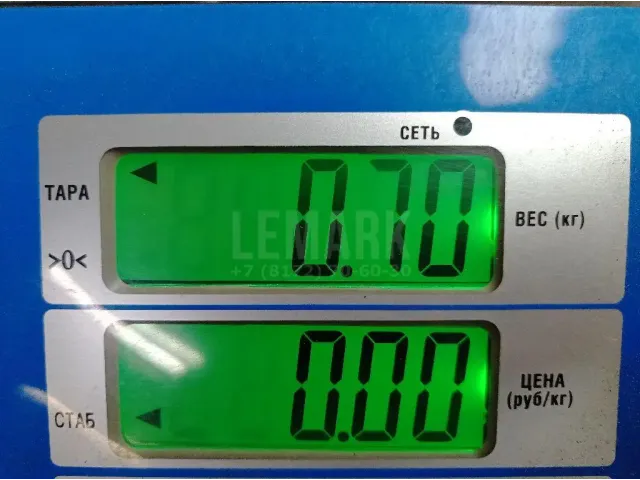 СЕТЬ
ТАРА
0.70
ВЕС (кг)
>0<
LEMARK
0.00
ЦЕНА
(руб/кг)
СТАБ